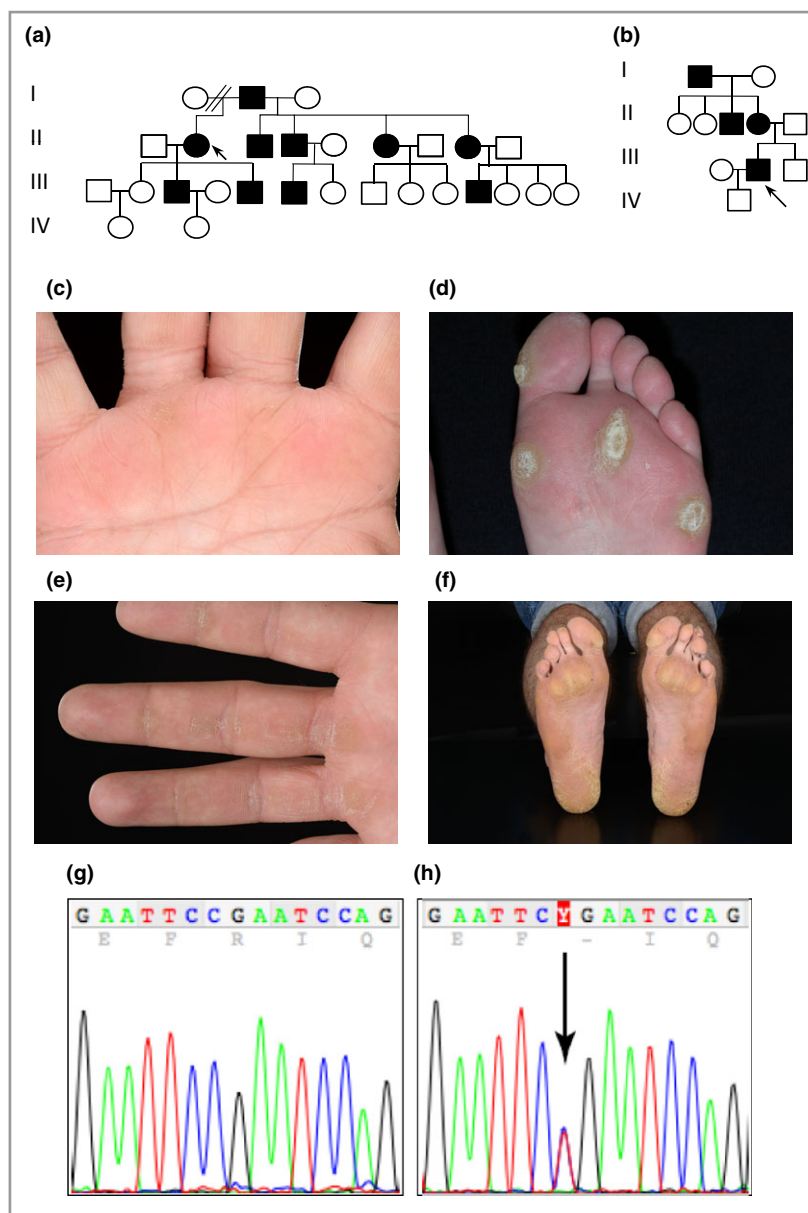 (a)
I
II
III
IV
(b)
I
II
III
IV
(c)
(d)
(e)
(f)
(g)
G A A T T C C G A A T C C A G
E F R I Q
(h)
G A A T T C Y G A A T C C A G
E F - I Q